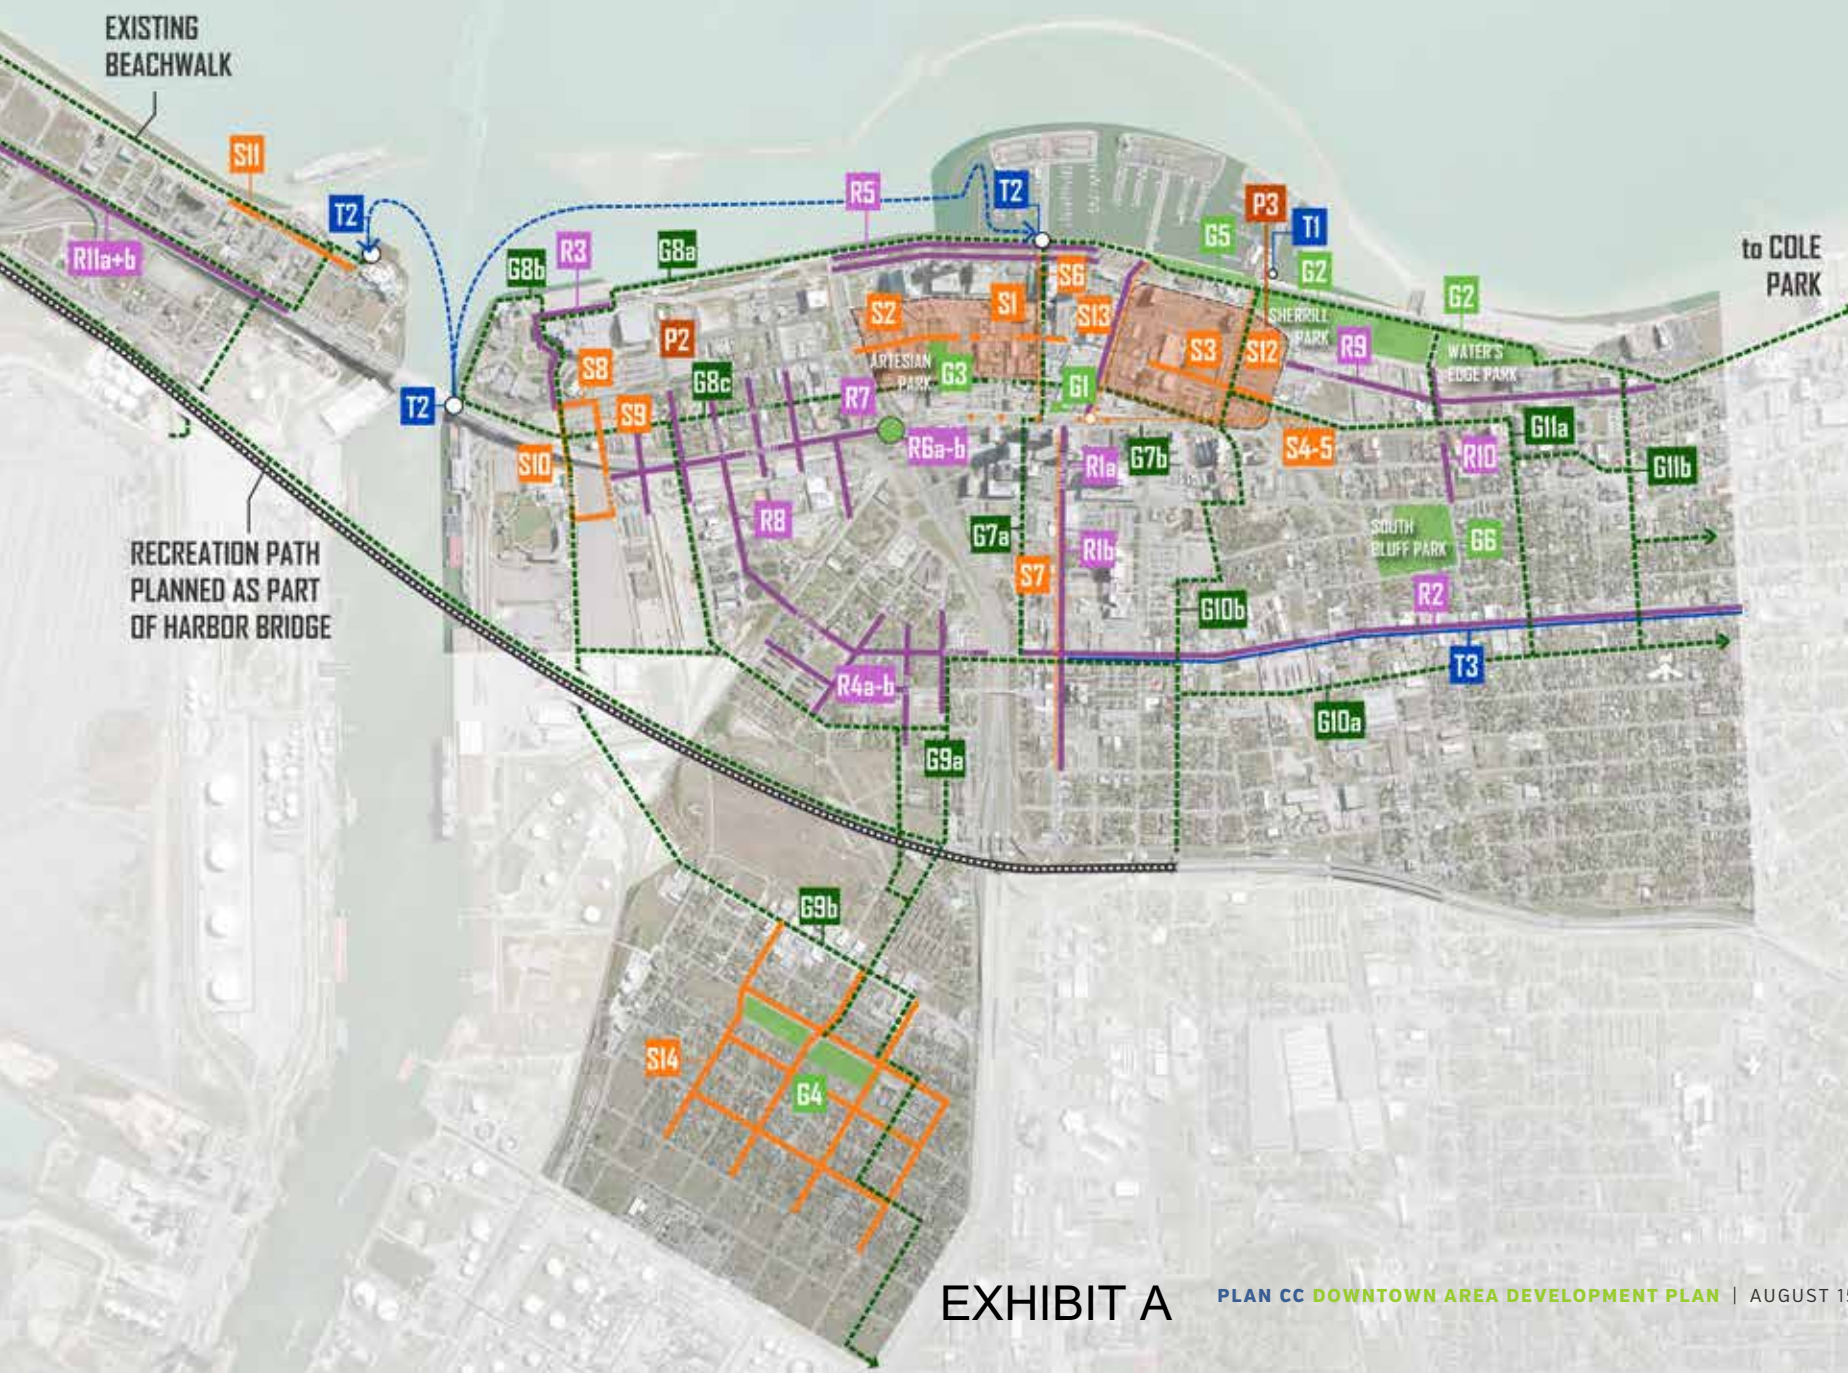 EXISTING
BEACHWALK
S11
T2
R11a+b
T2
R5
T2
P3
T1
G5
G2
G2
to COLE
PARK
G8b
R3
G8a
S6
S2
S1
S13
SHERRILL
PARK
P2
S8
ARTESIAN
PARK
G3
S3
S12
R9
WATER'S
EDGE PARK
G8c
R7
G1
S9
S10
R6a-b
R1a
G7b
S4-5
R10
G11a
G11b
R8
G7a
R1b
SOUTH
BLUFF PARK
G6
S7
R2
G10b
RECREATION PATH
PLANNED AS PART
OF HARBOR BRIDGE
T3
R4a-b
G10a
G9a
G9b
S14
G4
EXHIBIT A
PLAN CC DOWNTOWN AREA DEVELOPMENT PLAN | AUGUST 15